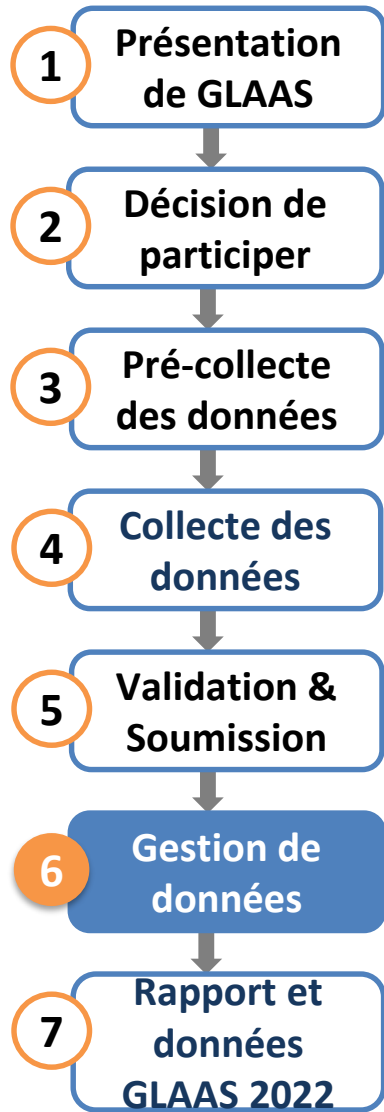 1
Présentation
de GLAAS
2
Décision de
participer
3
Pré-collecte
des données
4
Collecte des
données
5
Validation &
Soumission
6
Gestion de
données
7
Rapport et
données
GLAAS 2022